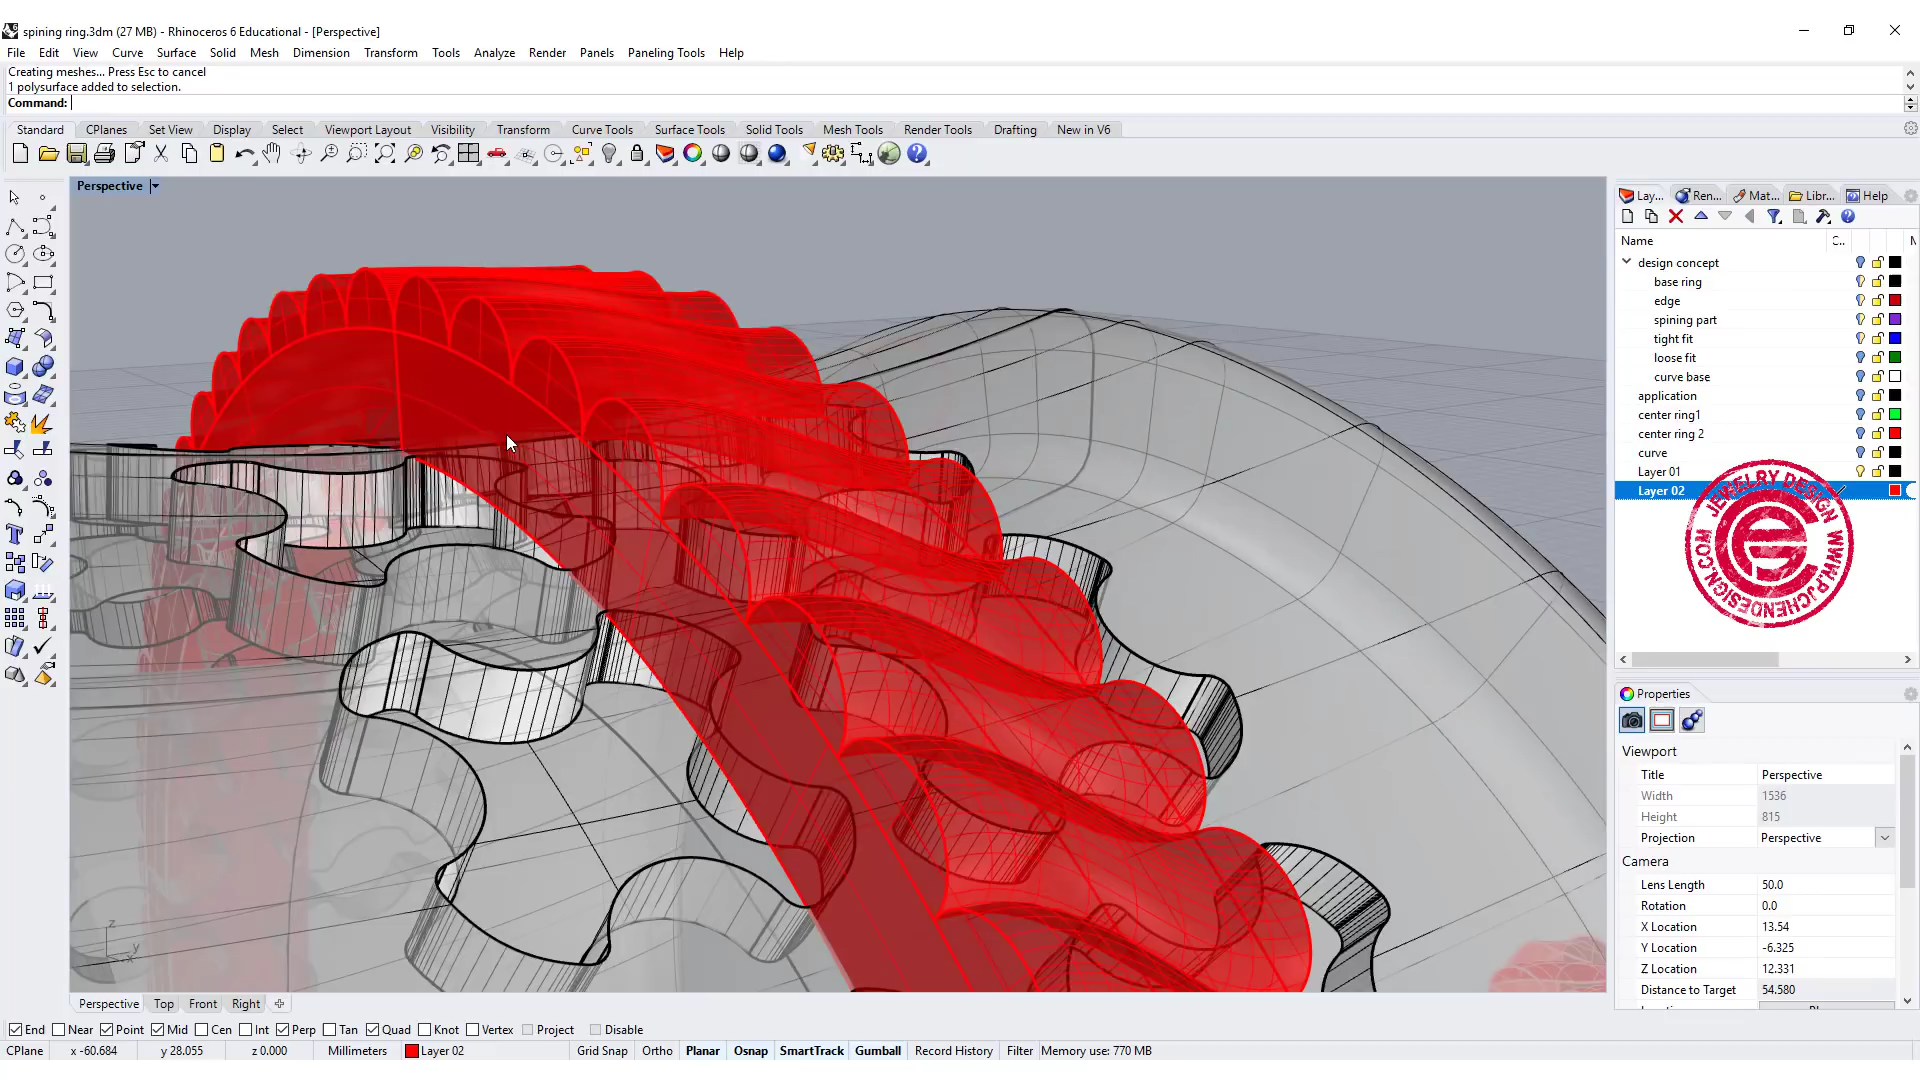 spining ring.3dm (27 MB) - Rhinoceros 6 Educational - [Perspective]
File Edit View Curve Surface Solid Mesh Dimension Transform Tools Analyze Render Panels Paneling Tools Help
Creating meshes... Press Esc to cancel
1 polysurface added to selection.
Command:
Standard CPlanes Set View Display Select Viewport Layout Visibility Transform Curve Tools Surface Tools Solid Tools Mesh Tools Render Tools Drafting New in V6
Perspective
Lay... Ren... Mat... Libr... Help
Name C..
design concept
base ring
edge
spining part
tight fit
loose fit
curve base
application
center ring1
center ring 2
curve
Layer 01
Layer 02
JEWELRY DESIGN
WWW.PJCHENDESIGN.COM
Properties
Viewport
Title Perspective
Width 1536
Height 815
Projection Perspective
Camera
Lens Length 50.0
Rotation 0.0
X Location 13.54
Y Location -6.325
Z Location 12.331
Distance to Target 54.580
z
y
x
Perspective Top Front Right
End Near Point Mid Cen Int Perp Tan Quad Knot Vertex Project Disable
CPlane x -60.684 y 28.055 z 0.000 Millimeters Layer 02 Grid Snap Ortho Planar Osnap SmartTrack Gumball Record History Filter Memory use: 770 MB